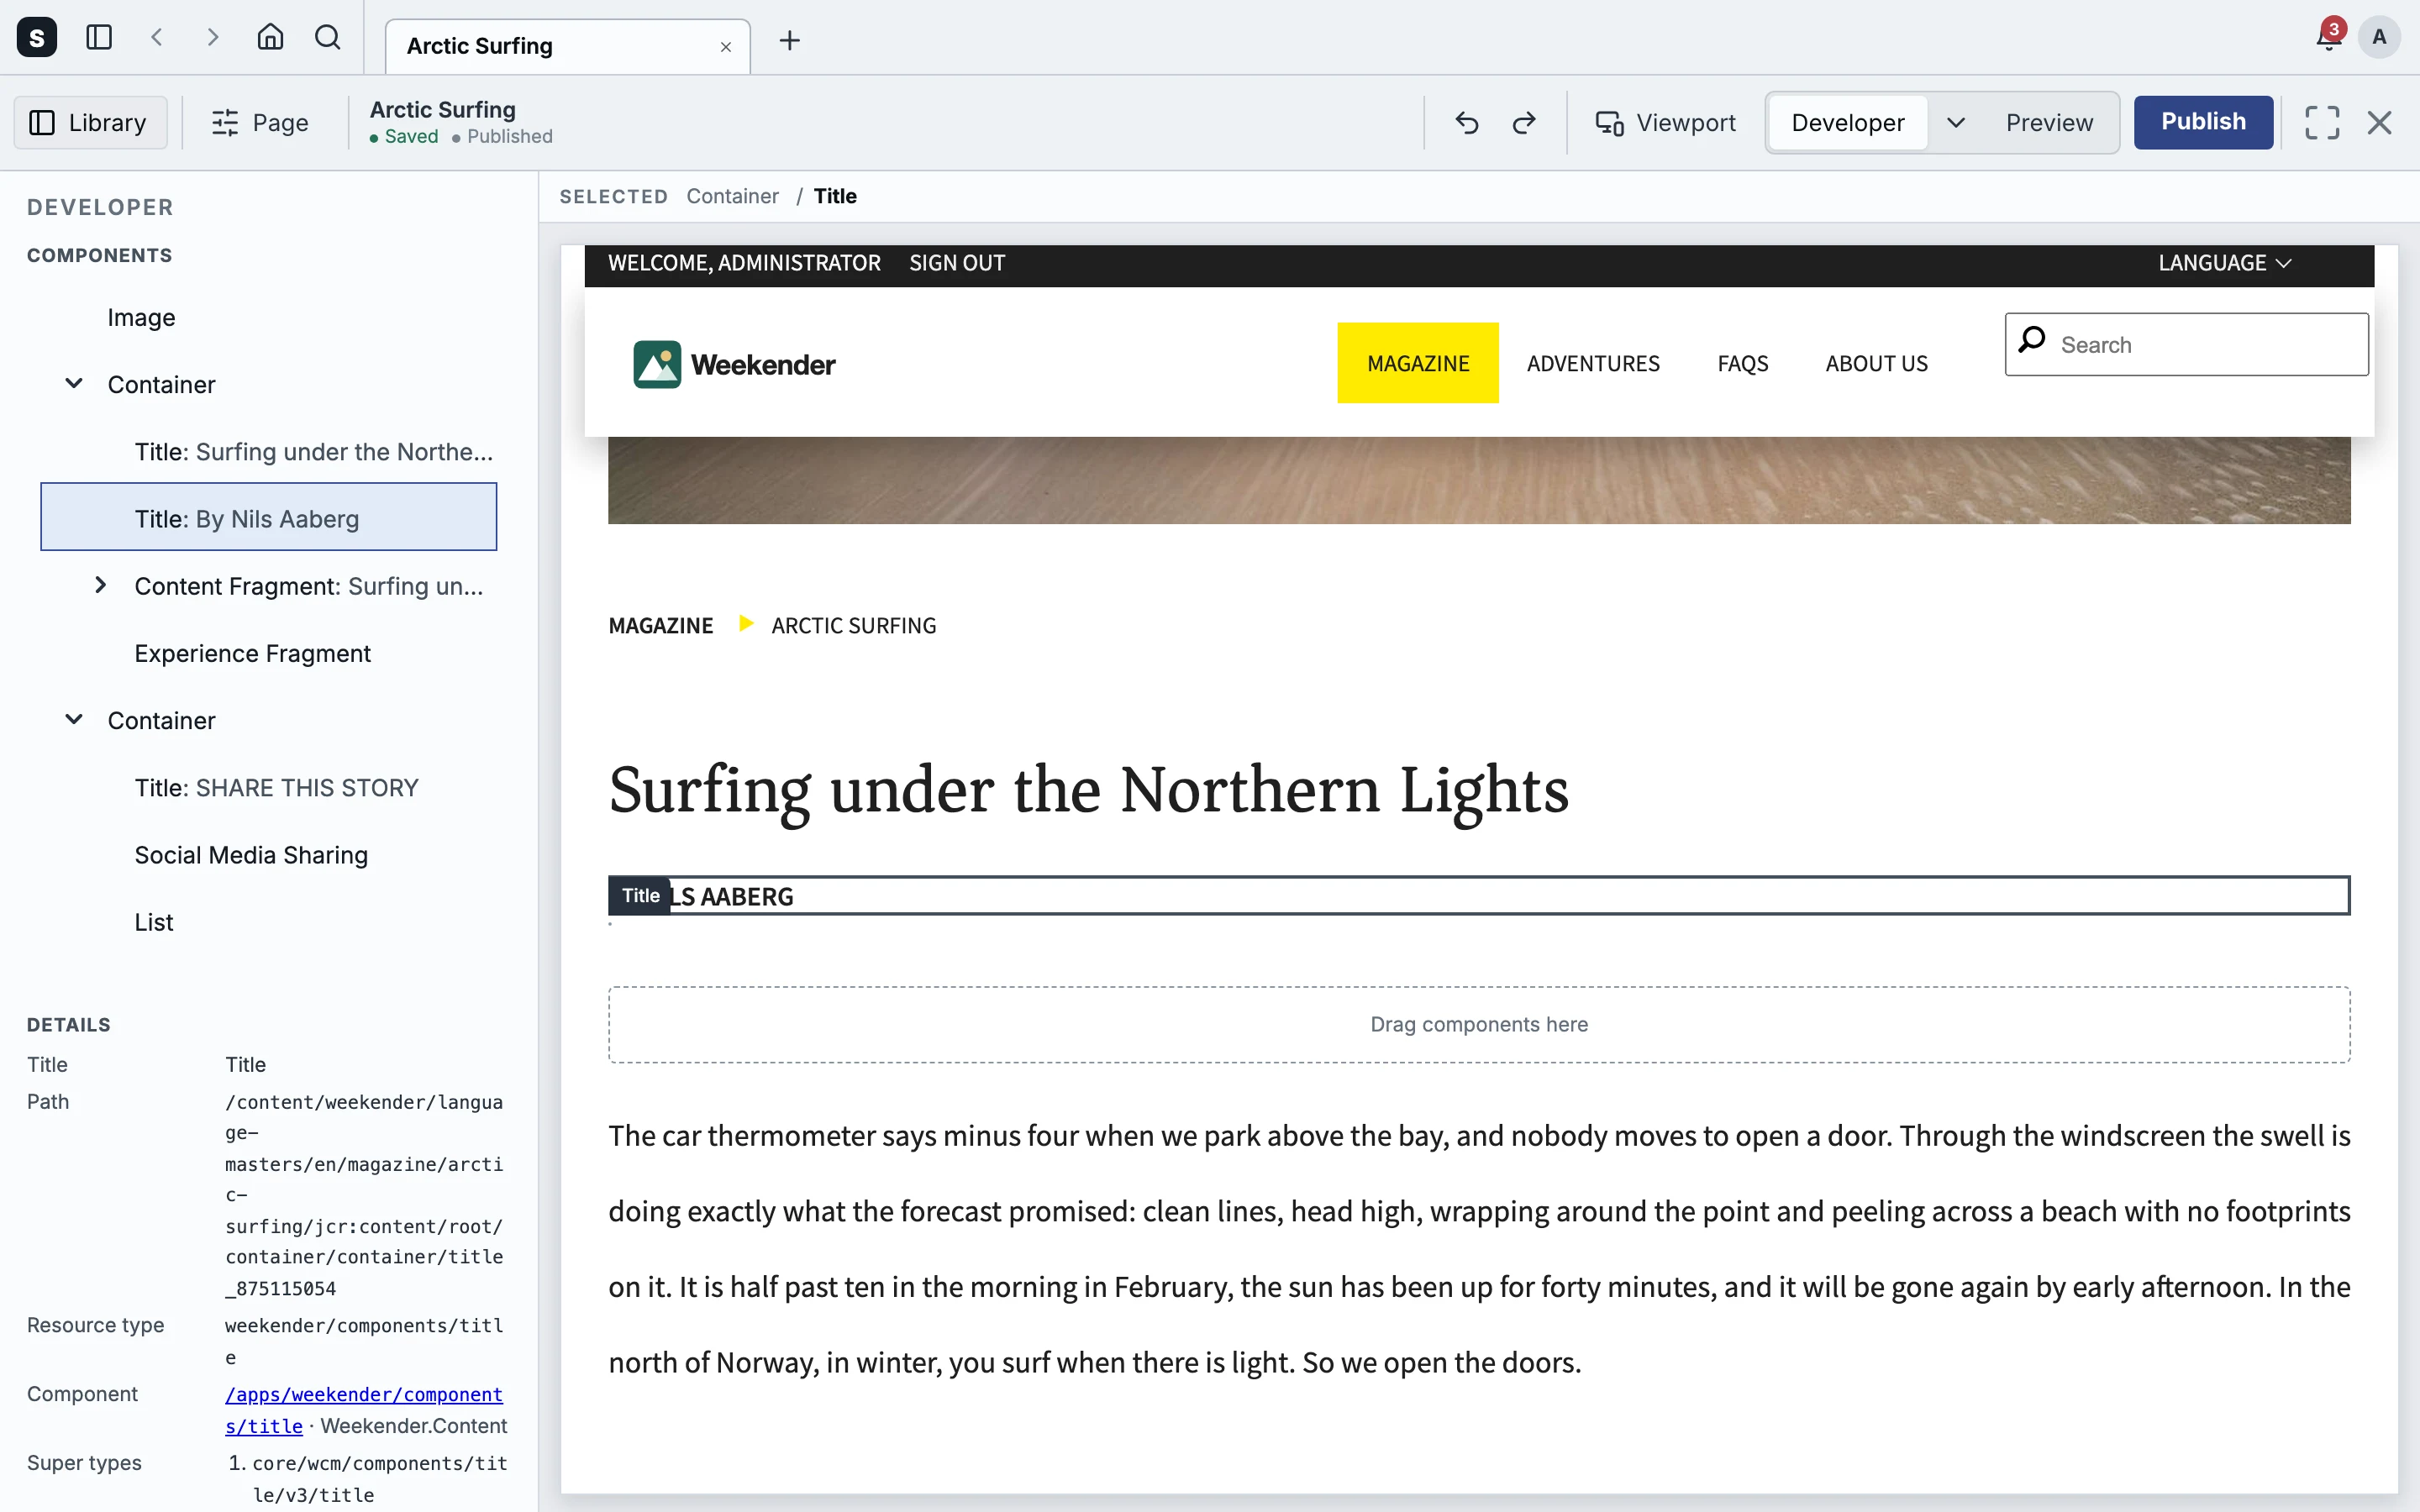 S
Arctic Surfing
3
A
Library
Page
Arctic Surfing
Saved
Published
Viewport
Developer
Preview
Publish
DEVELOPER
COMPONENTS
Image
Container
Title: Surfing under the Northe...
Title: By Nils Aaberg
Content Fragment: Surfing un...
Experience Fragment
Container
Title: SHARE THIS STORY
Social Media Sharing
List
DETAILS
Title Title
Path /content/weekender/langua
ge-
masters/en/magazine/arcti
c-
surfing/jcr:content/root/
container/container/title
_875115054
Resource type weekender/components/titl
e
Component /apps/weekender/component
s/title · Weekender.Content
Super types 1. core/wcm/components/tit
le/v3/title
SELECTED Container / Title
WELCOME, ADMINISTRATOR SIGN OUT LANGUAGE
Weekender
MAGAZINE ADVENTURES FAQS ABOUT US
Search
MAGAZINE ARCTIC SURFING
Surfing under the Northern Lights
Title LS AABERG
Drag components here
The car thermometer says minus four when we park above the bay, and nobody moves to open a door. Through the windscreen the swell is
doing exactly what the forecast promised: clean lines, head high, wrapping around the point and peeling across a beach with no footprints
on it. It is half past ten in the morning in February, the sun has been up for forty minutes, and it will be gone again by early afternoon. In the
north of Norway, in winter, you surf when there is light. So we open the doors.